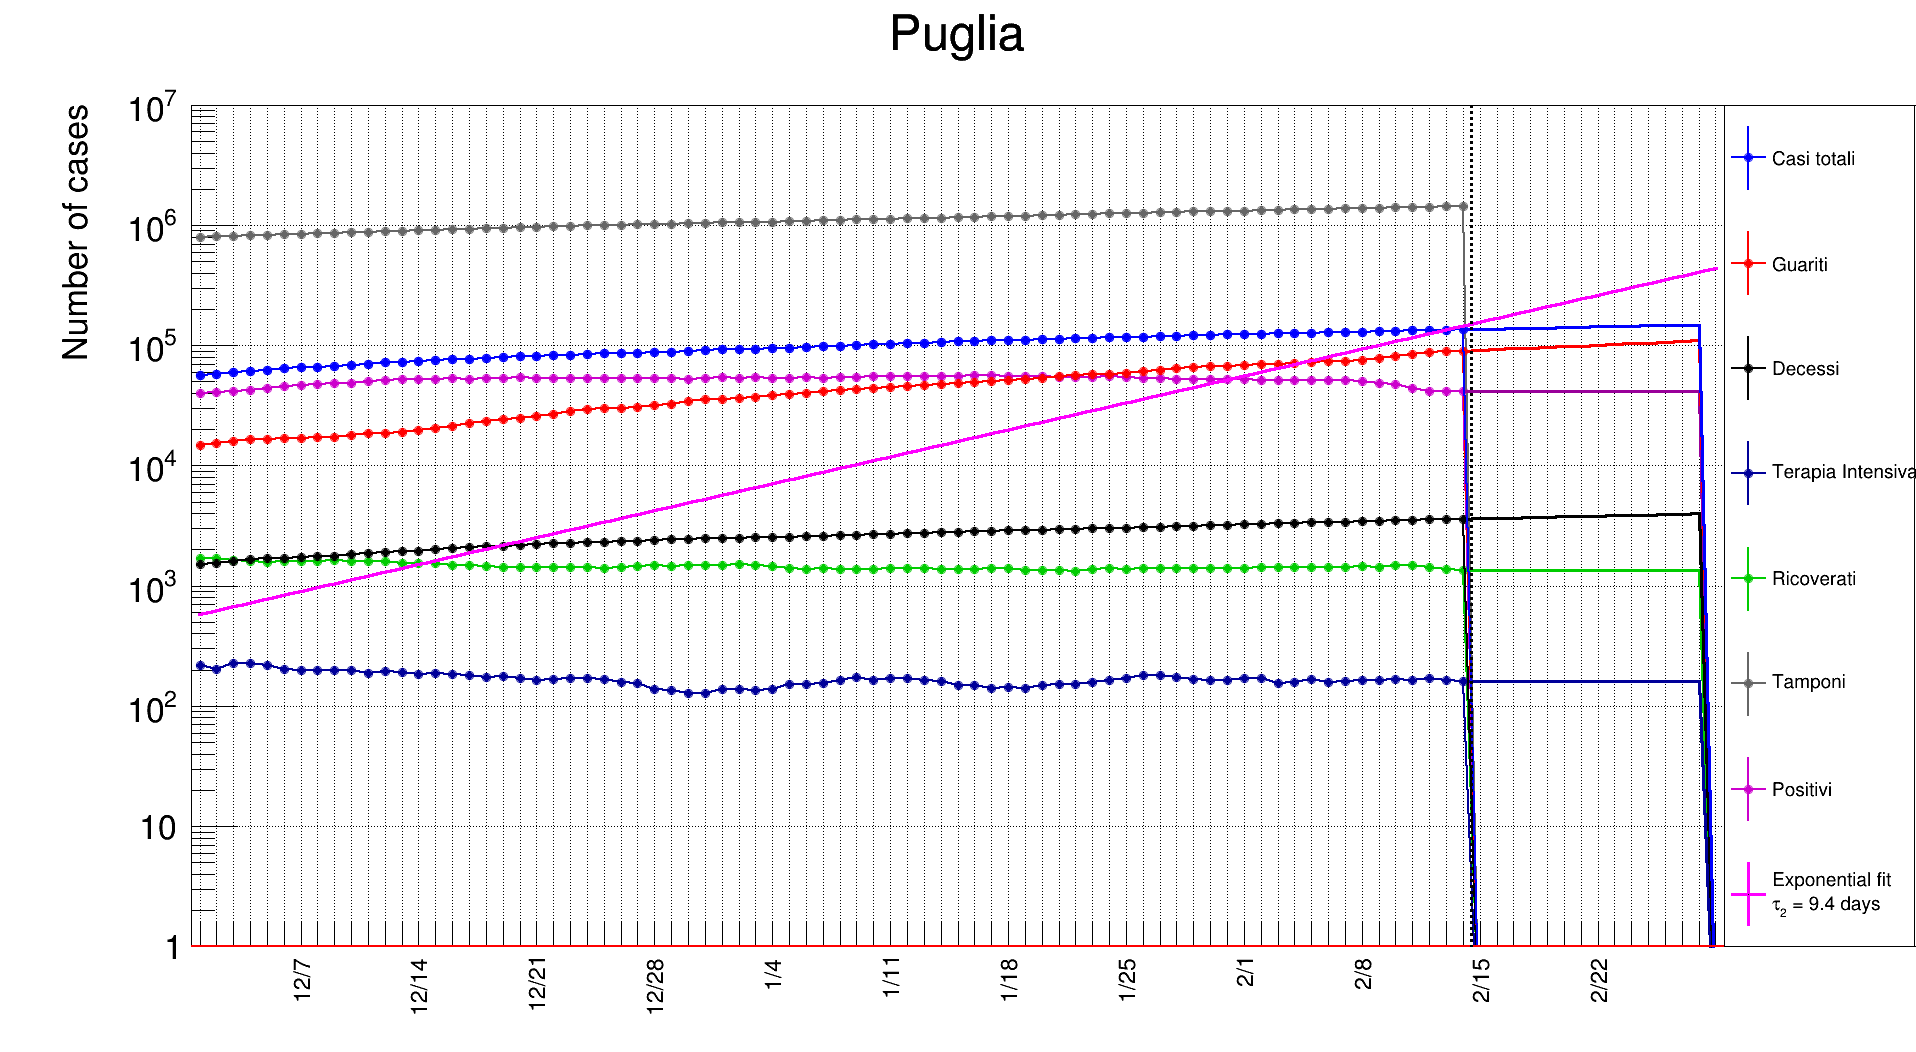 Puglia
Number of cases
10^7
10^6
10^5
10^4
10^3
10^2
10
1
12/7
12/14
12/21
12/28
1/4
1/11
1/18
1/25
2/1
2/8
2/15
2/22
Casi totali
Guariti
Decessi
Terapia Intensiva
Ricoverati
Tamponi
Positivi
Exponential fit
τ₂ = 9.4 days